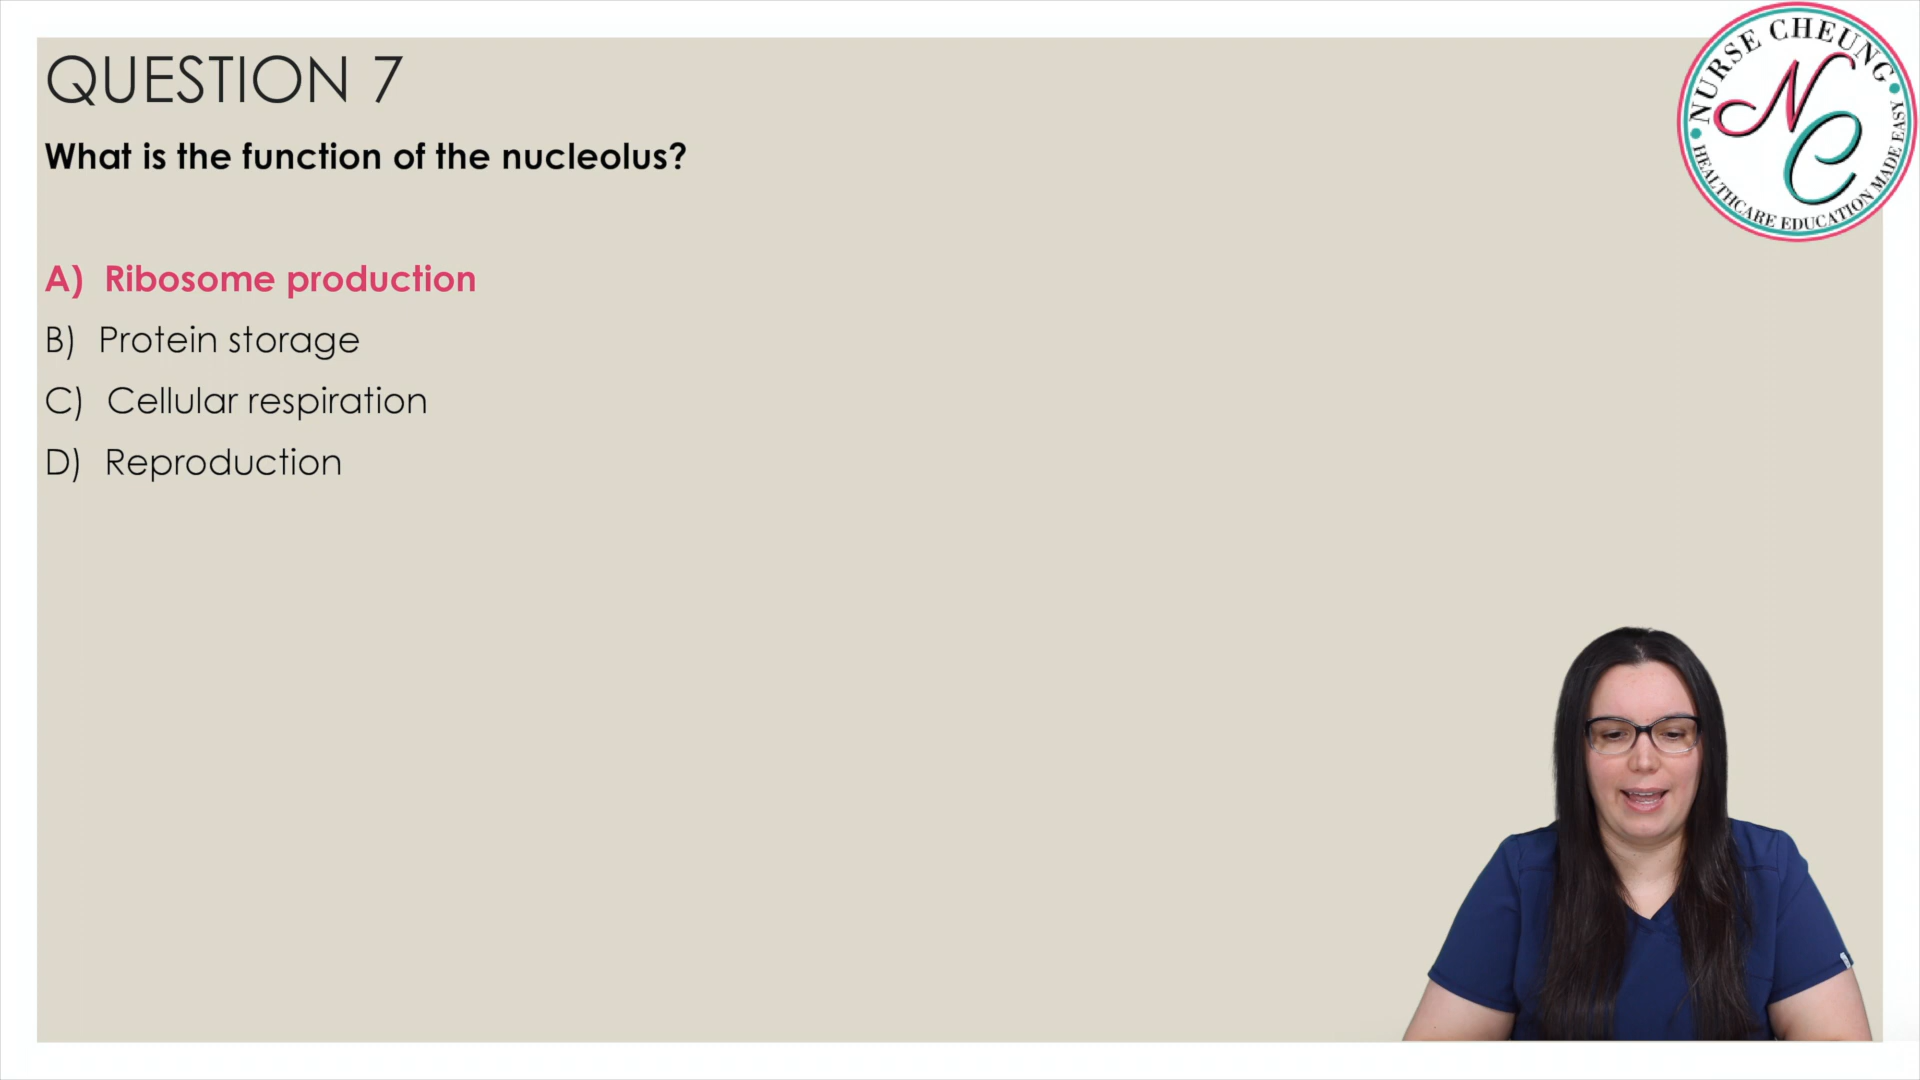 QUESTION 7
What is the function of the nucleolus?
A) Ribosome production
B) Protein storage
C) Cellular respiration
D) Reproduction
NURSE CHEUNG
NC
HEALTHCARE EDUCATION MADE EASY